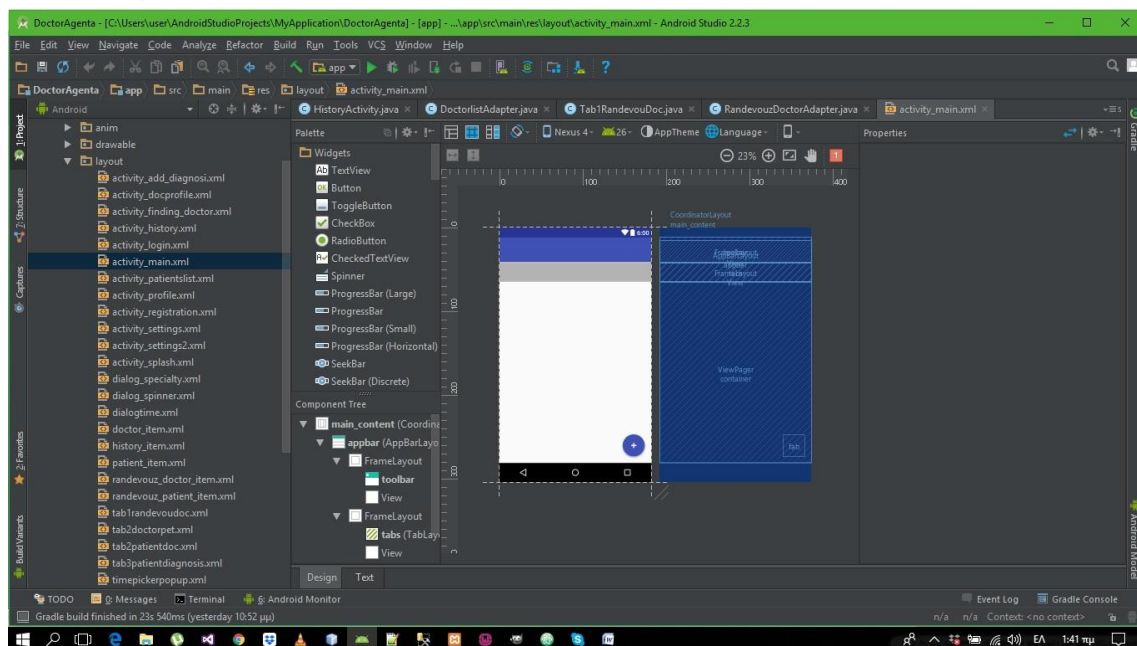 DoctorAgenta - [C:\Users\user\AndroidStudioProjects\MyApplication\DoctorAgenta] - [app] - ...\app\src\main\res\layout\activity_main.xml - Android Studio 2.2.3
File Edit View Navigate Code Analyze Refactor Build Run Tools VCS Window Help
app
DoctorAgenta app src main res layout activity_main.xml
Android
HistoryActivity.java DoctorlistAdapter.java Tab1RandevouDoc.java RandevouzDoctorAdapter.java activity_main.xml
1: Project
7: Structure
Captures
2: Favorites
Build Variants
anim
drawable
layout
activity_add_diagnosi.xml
activity_docprofile.xml
activity_finding_doctor.xml
activity_history.xml
activity_login.xml
activity_main.xml
activity_patientslist.xml
activity_profile.xml
activity_registration.xml
activity_settings.xml
activity_settings2.xml
activity_splash.xml
dialog_specialty.xml
dialog_spinner.xml
dialogtime.xml
doctor_item.xml
history_item.xml
patient_item.xml
randevouz_doctor_item.xml
randevouz_patient_item.xml
tab1randevoudoc.xml
tab2doctorpet.xml
tab2patientdoc.xml
tab3patientdiagnosis.xml
timepickerpopup.xml
Palette
Widgets
Ab TextView
OK Button
ToggleButton
CheckBox
RadioButton
CheckedTextView
Spinner
ProgressBar (Large)
ProgressBar
ProgressBar (Small)
ProgressBar (Horizontal)
SeekBar
SeekBar (Discrete)
Component Tree
main_content (Coordina
appbar (AppBarLayo
FrameLayout
toolbar
View
FrameLayout
tabs (TabLay
View
Nexus 4 26 AppTheme Language
23% 1
0 100 200 300 400
0
100
200
300
6:00
CoordinatorLayout
main_content
ViewPager
container
fab
Properties
Gradle
Android Model
Design Text
TODO 0: Messages Terminal 6: Android Monitor Event Log Gradle Console
Gradle build finished in 23s 540ms (yesterday 10:52 μμ) n/a n/a Context: <no context>
ΕΛ 1:41 πμ